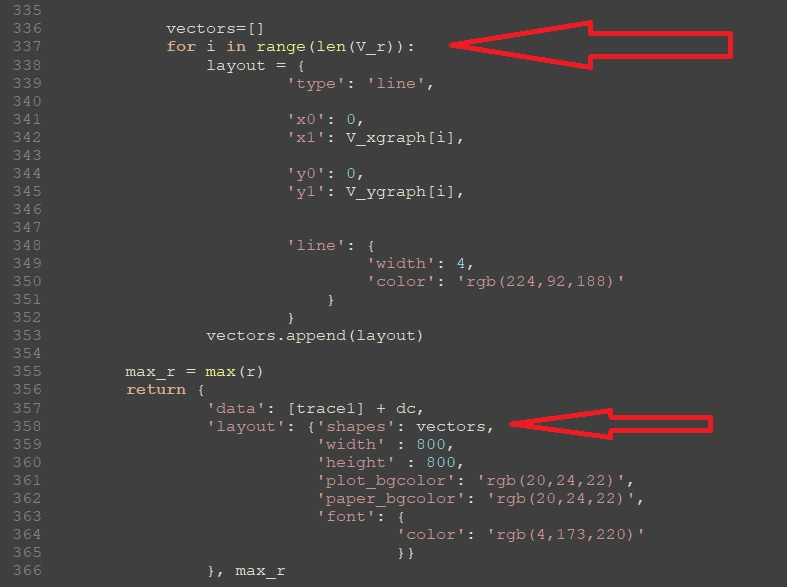 335
336 vectors=[]
337 for i in range(len(V_r)):
338 layout = {
339 'type': 'line',
340
341 'x0': 0,
342 'x1': V_xgraph[i],
343
344 'y0': 0,
345 'y1': V_ygraph[i],
346
347
348 'line': {
349 'width': 4,
350 'color': 'rgb(224,92,188)'
351 }
352 }
353 vectors.append(layout)
354
355 max_r = max(r)
356 return {
357 'data': [trace1] + dc,
358 'layout': {'shapes': vectors,
359 'width' : 800,
360 'height' : 800,
361 'plot_bgcolor': 'rgb(20,24,22)',
362 'paper_bgcolor': 'rgb(20,24,22)',
363 'font': {
364 'color': 'rgb(4,173,220)'
365 }}
366 }, max_r